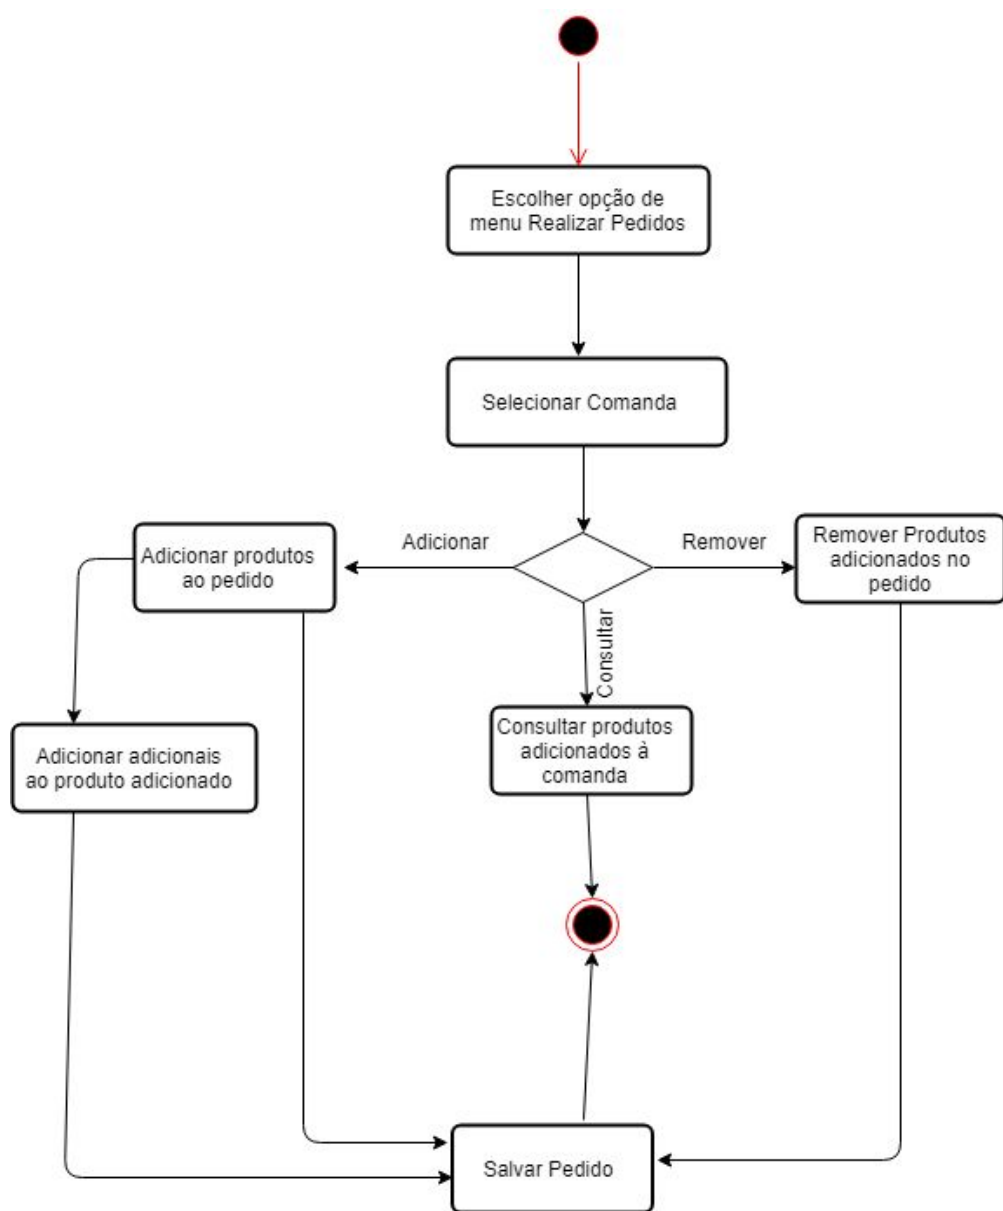 Escolher opção de
menu Realizar Pedidos
Selecionar Comanda
Adicionar
Remover
Consultar
Adicionar produtos
ao pedido
Remover Produtos
adicionados no
pedido
Adicionar adicionais
ao produto adicionado
Consultar produtos
adicionados à
comanda
Salvar Pedido